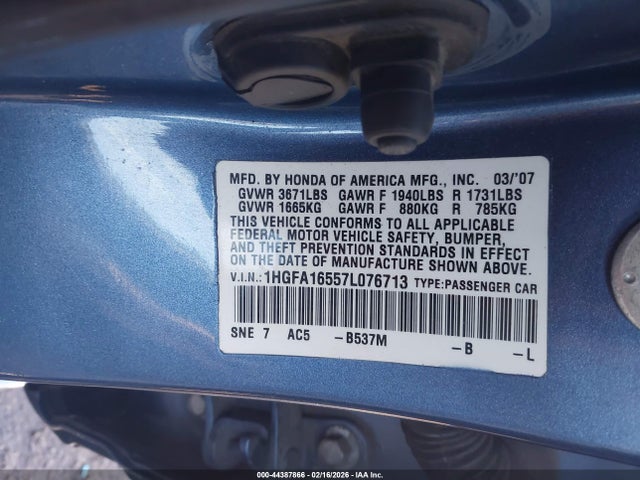 MFD. BY HONDA OF AMERICA MFG., INC. 03/'07
GVWR 3671LBS GAWR F 1940LBS R 1731LBS
GVWR 1665KG GAWR F 880KG R 785KG
THIS VEHICLE CONFORMS TO ALL APPLICABLE
FEDERAL MOTOR VEHICLE SAFETY, BUMPER,
AND THEFT PREVENTION STANDARDS IN EFFECT
ON THE DATE OF MANUFACTURE SHOWN ABOVE.
V.I.N.: 1HGFA16557L076713 TYPE:PASSENGER CAR
SNE 7 AC5 -B537M -B -L
000-44387866 - 02/16/2026 - IAA Inc.